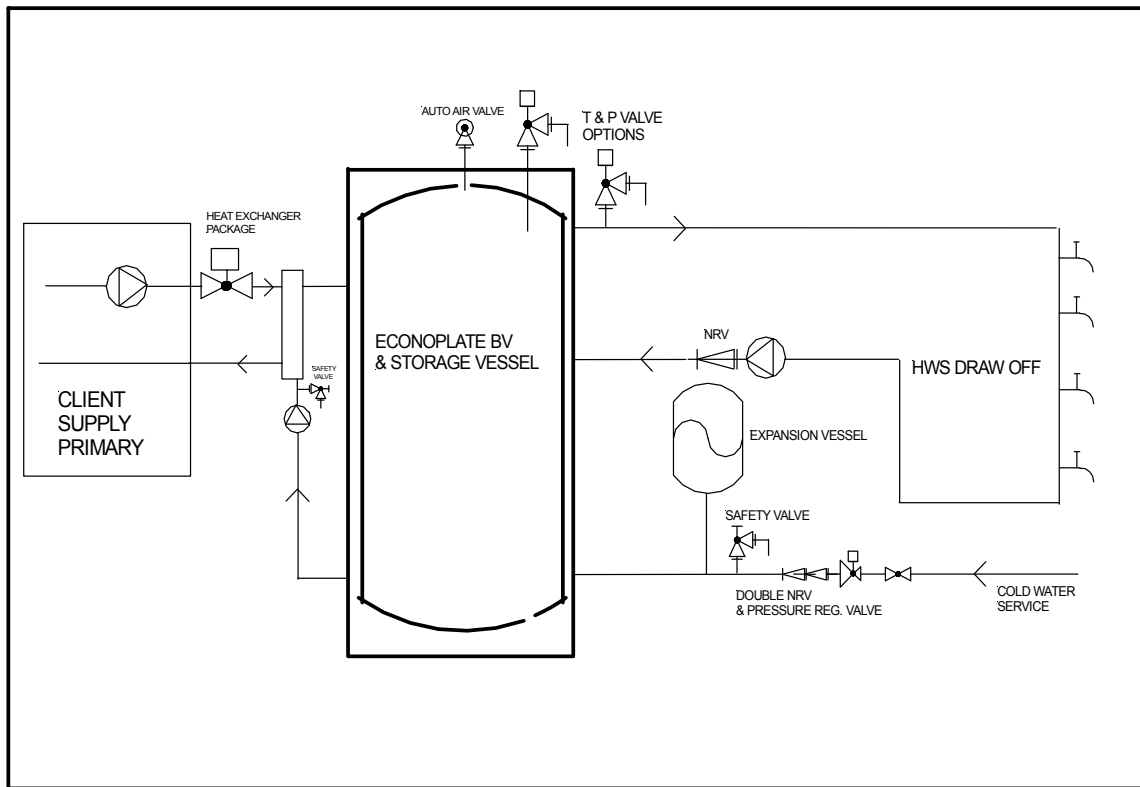 AUTO AIR VALVE
T & P VALVE
OPTIONS
HEAT EXCHANGER
PACKAGE
ECONOPLATE BV
& STORAGE VESSEL
NRV
HWS DRAW OFF
SAFETY
VALVE
CLIENT
SUPPLY
PRIMARY
EXPANSION VESSEL
SAFETY VALVE
DOUBLE NRV
& PRESSURE REG. VALVE
COLD WATER
SERVICE